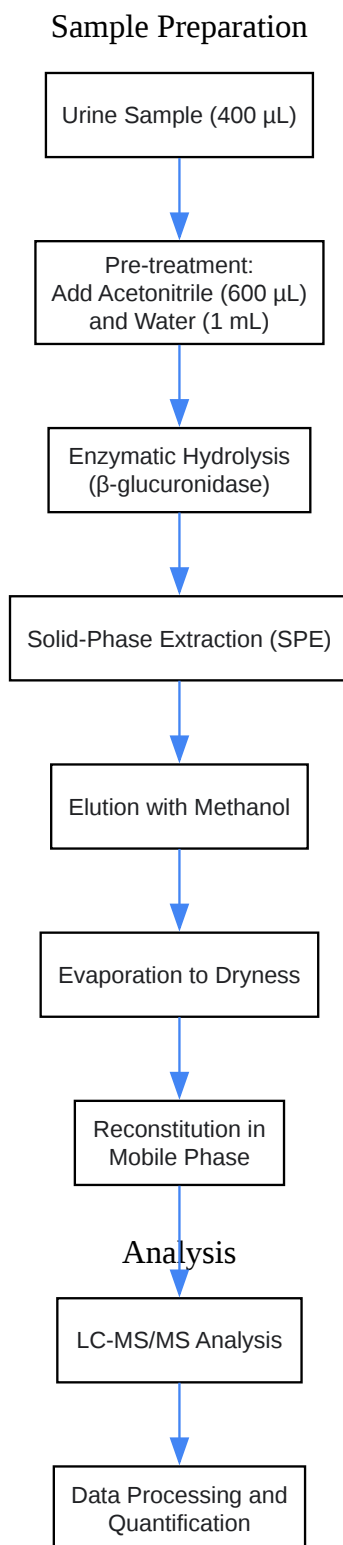 Sample Preparation
Urine Sample (400 µL)
Pre-treatment:
Add Acetonitrile (600 µL)
and Water (1 mL)
Enzymatic Hydrolysis
(β-glucuronidase)
Solid-Phase Extraction (SPE)
Elution with Methanol
Evaporation to Dryness
Reconstitution in
Mobile Phase
Analysis
LC-MS/MS Analysis
Data Processing and
Quantification